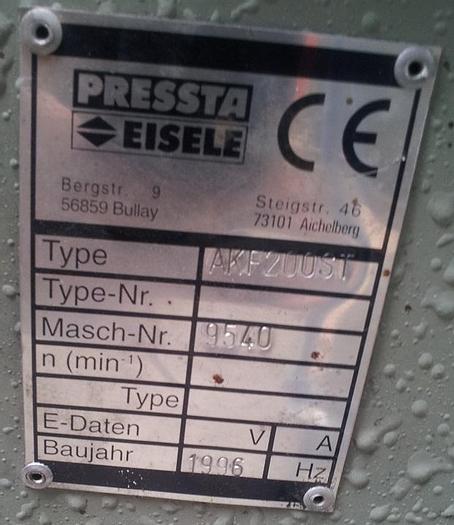 PRESSTA
EISELE
CE
Bergstr. 9
56859 Bullay
Steigstr. 46
73101 Aichelberg
Type AKF200ST
Type-Nr.
Masch-Nr. 9540
n (min⁻¹)
Type
E-Daten V A
Baujahr 1996 Hz